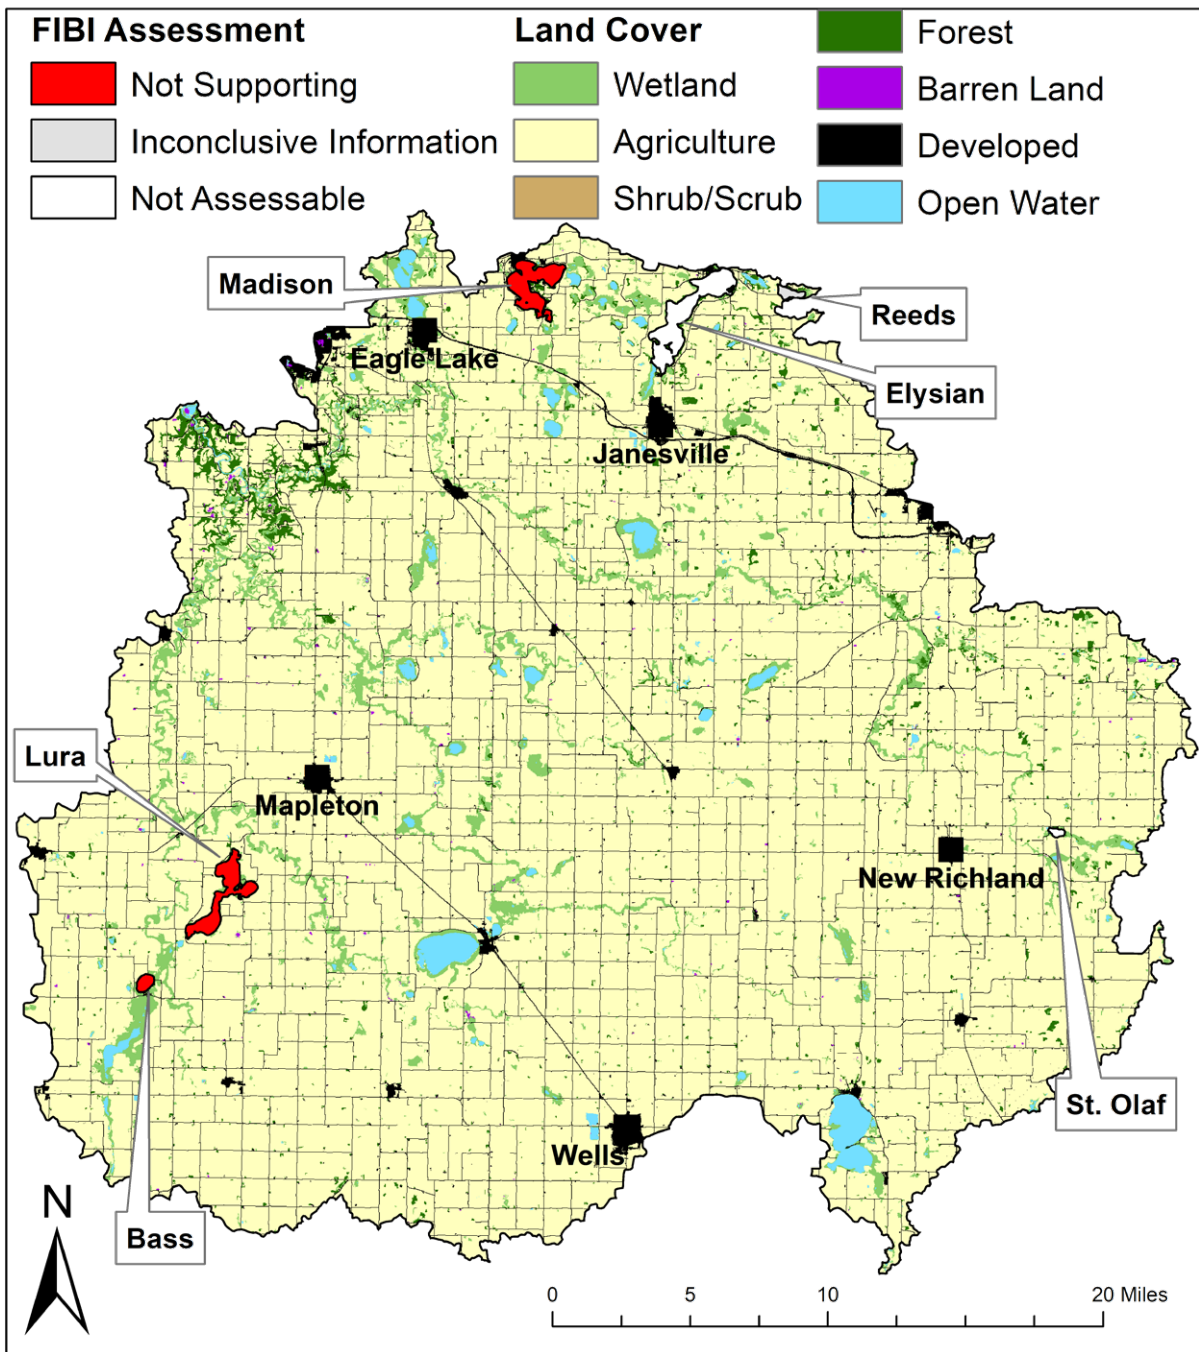 FIBI Assessment
Not Supporting
Inconclusive Information
Not Assessable
Land Cover
Wetland
Agriculture
Shrub/Scrub
Forest
Barren Land
Developed
Open Water
Madison
Reeds
Eagle Lake
Elysian
Janesville
Lura
Mapleton
New Richland
St. Olaf
Wells
Bass
N
0 5 10 20 Miles